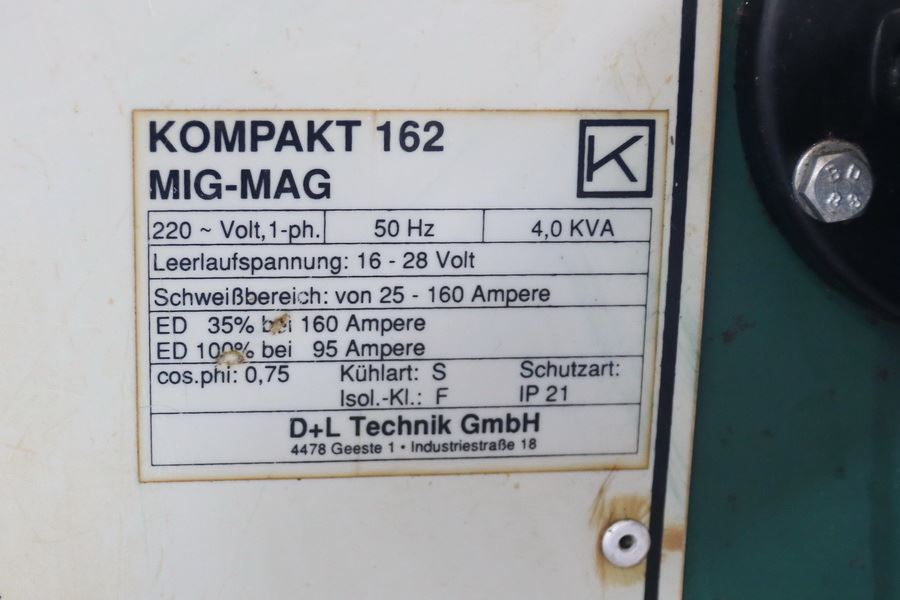 KOMPAKT 162
K
MIG-MAG
220 ~ Volt, 1-ph. 50 Hz 4,0 KVA
Leerlaufspannung: 16 - 28 Volt
Schweißbereich: von 25 - 160 Ampere
ED 35% bei 160 Ampere
ED 100% bei 95 Ampere
cos.phi: 0,75 Kühlart: S Schutzart:
Isol.-Kl.: F IP 21
D+L Technik GmbH
4478 Geeste 1 • Industriestraße 18